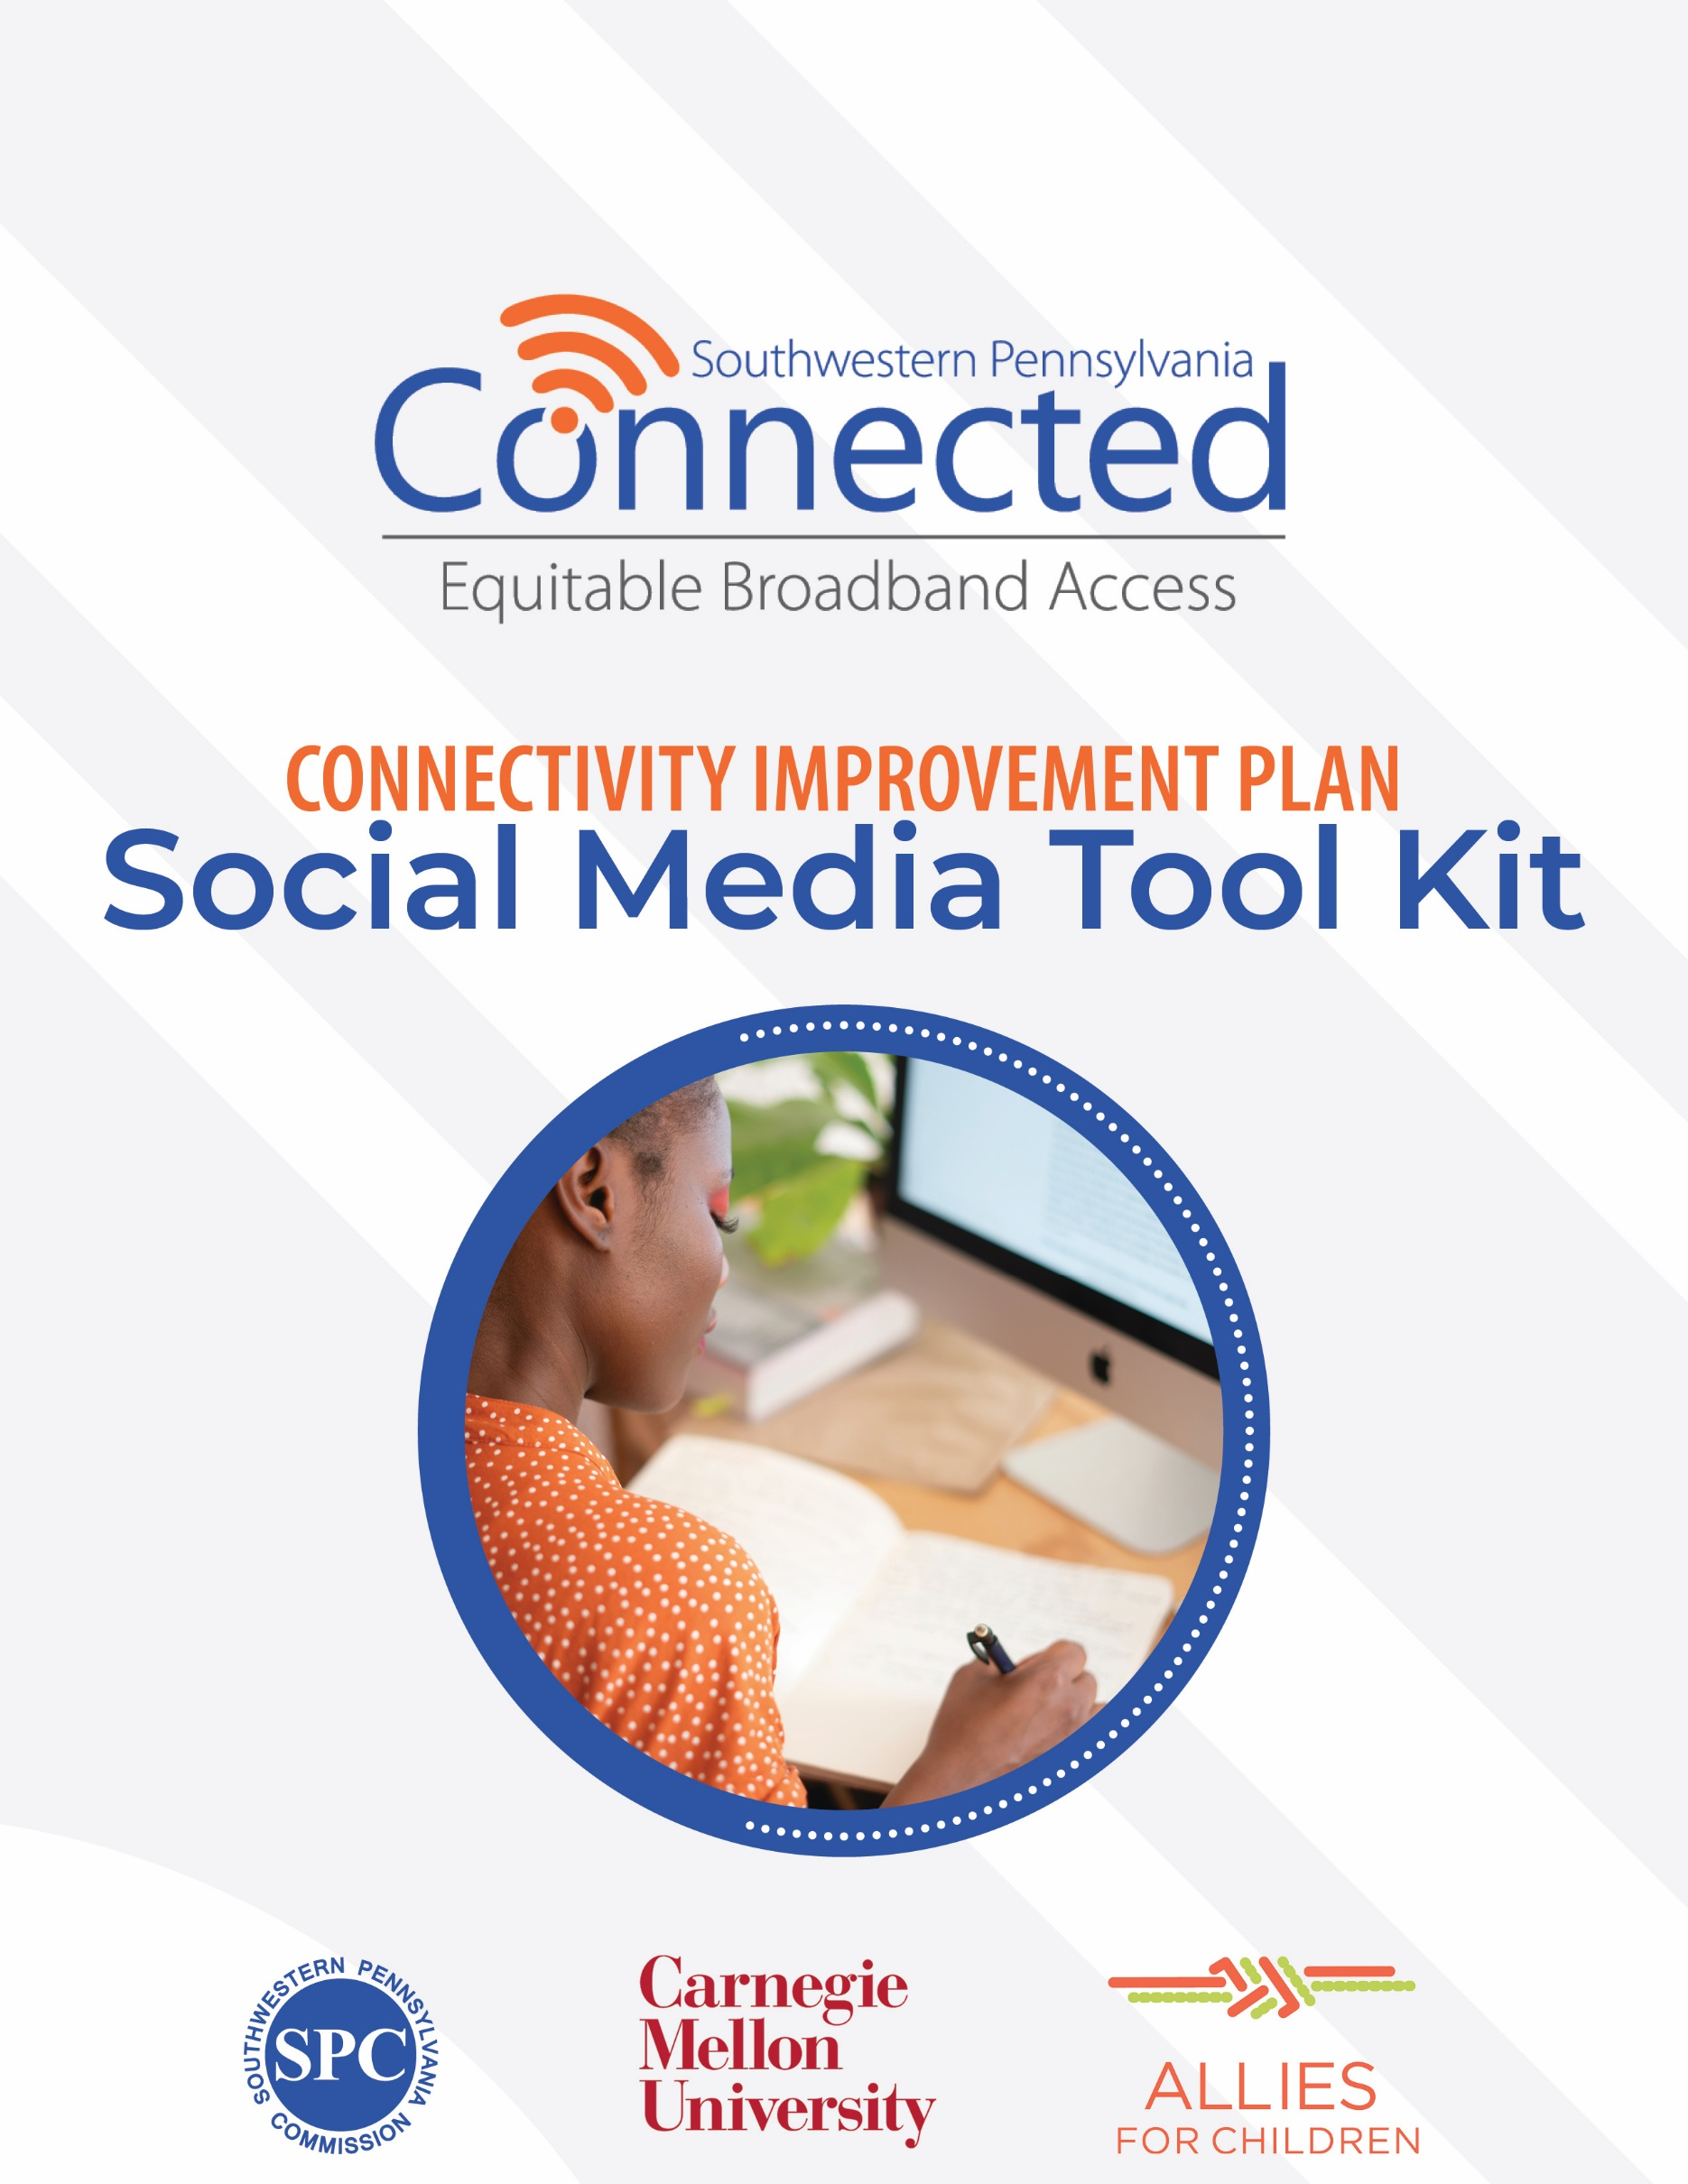 Southwestern Pennsylvania
Connected
Equitable Broadband Access
CONNECTIVITY IMPROVEMENT PLAN
Social Media Tool Kit
SOUTHWESTERN PENNSYLVANIA
SPC
COMMISSION
Carnegie
Mellon
University
ALLIES
FOR CHILDREN